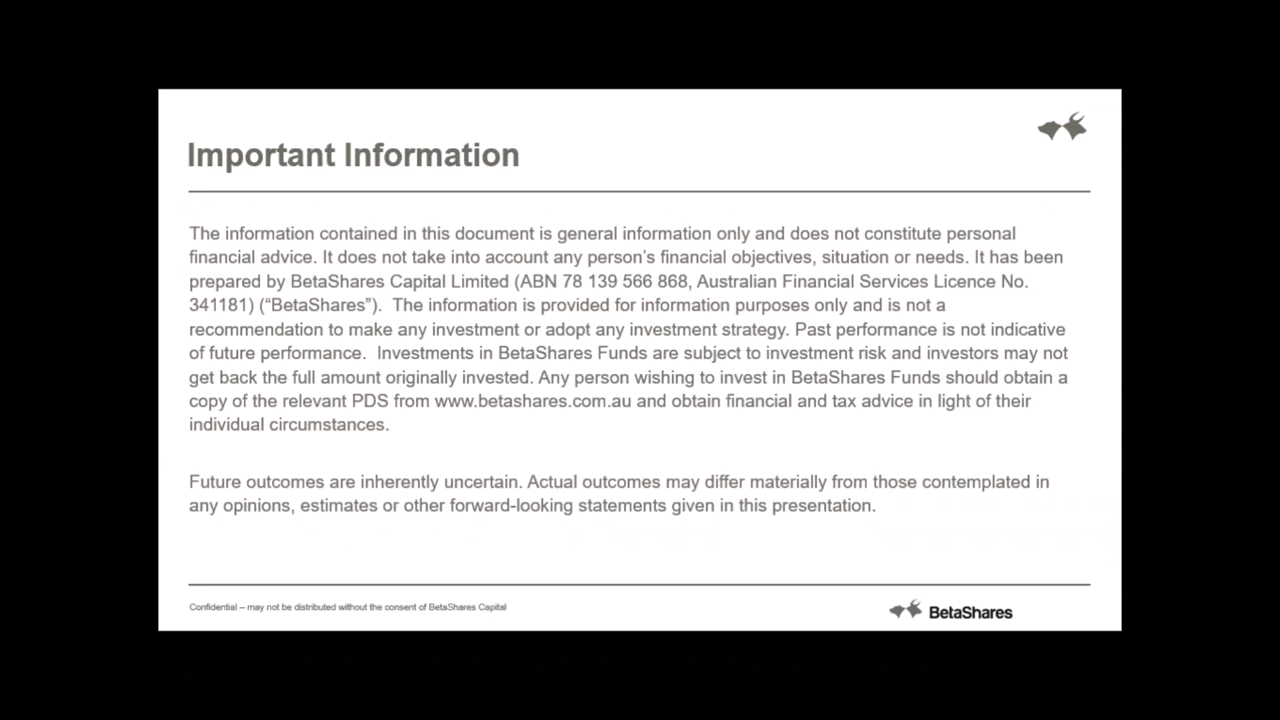 Important Information
The information contained in this document is general information only and does not constitute personal
financial advice. It does not take into account any person’s financial objectives, situation or needs. It has been
prepared by BetaShares Capital Limited (ABN 78 139 566 868, Australian Financial Services Licence No.
341181) (“BetaShares”).  The information is provided for information purposes only and is not a
recommendation to make any investment or adopt any investment strategy. Past performance is not indicative
of future performance.  Investments in BetaShares Funds are subject to investment risk and investors may not
get back the full amount originally invested. Any person wishing to invest in BetaShares Funds should obtain a
copy of the relevant PDS from www.betashares.com.au and obtain financial and tax advice in light of their
individual circumstances.
Future outcomes are inherently uncertain. Actual outcomes may differ materially from those contemplated in
any opinions, estimates or other forward-looking statements given in this presentation.
Confidential – may not be distributed without the consent of BetaShares Capital
BetaShares